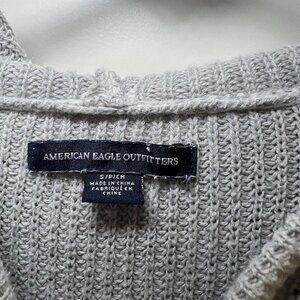 AMERICAN EAGLE OUTFITTERS
S/P/CH
MADE IN CHINA
FABRIQUÉ EN
CHINE